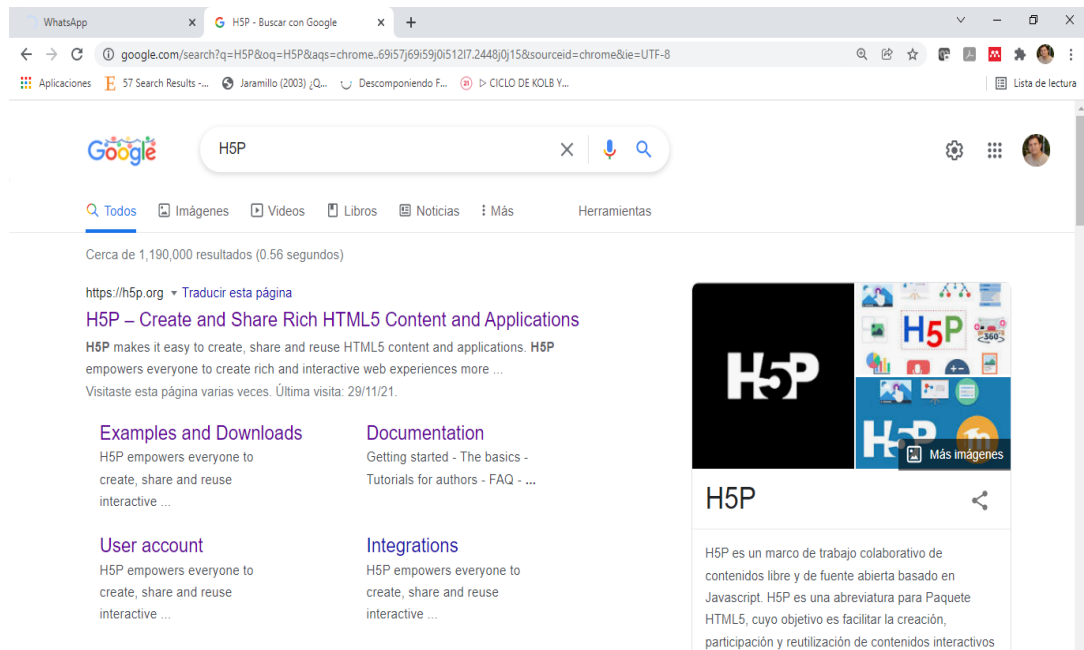 WhatsApp
H5P - Buscar con Google
google.com/search?q=H5P&oq=H5P&aqs=chrome..69i57j69i59j0i512l7.2448j0j15&sourceid=chrome&ie=UTF-8
Aplicaciones
57 Search Results -...
Jaramillo (2003) ¿Q...
Descomponiendo F...
▷ CICLO DE KOLB Y...
Lista de lectura
Google
H5P
Todos
Imágenes
Videos
Libros
Noticias
Más
Herramientas
Cerca de 1,190,000 resultados (0.56 segundos)
https://h5p.org
Traducir esta página
H5P – Create and Share Rich HTML5 Content and Applications
H5P makes it easy to create, share and reuse HTML5 content and applications. H5P
empowers everyone to create rich and interactive web experiences more ...
Visitaste esta página varias veces. Última visita: 29/11/21.
Examples and Downloads
H5P empowers everyone to
create, share and reuse
interactive ...
Documentation
Getting started - The basics -
Tutorials for authors - FAQ - ...
User account
H5P empowers everyone to
create, share and reuse
interactive ...
Integrations
H5P empowers everyone to
create, share and reuse
interactive ...
H5P
H5P
360
H5P
m
Más imágenes
H5P
H5P es un marco de trabajo colaborativo de
contenidos libre y de fuente abierta basado en
Javascript. H5P es una abreviatura para Paquete
HTML5, cuyo objetivo es facilitar la creación,
participación y reutilización de contenidos interactivos